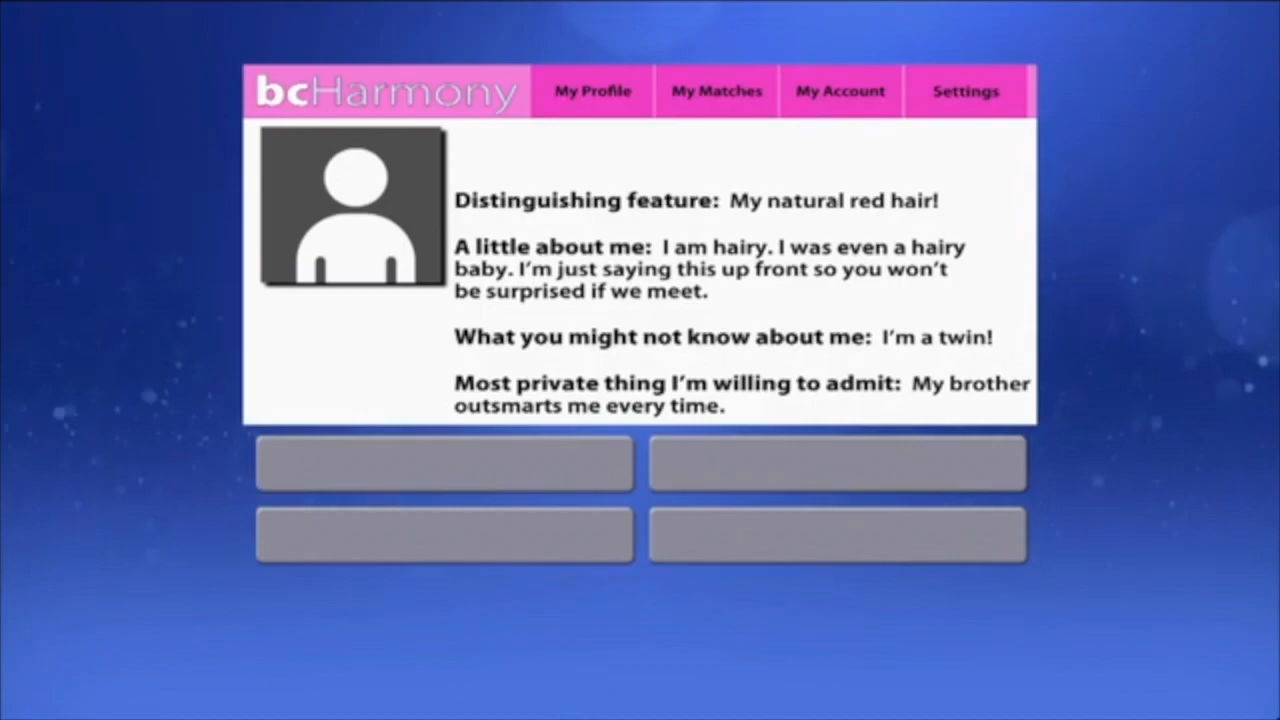 bcHarmony
My Profile
My Matches
My Account
Settings
Distinguishing feature: My natural red hair!
A little about me: I am hairy. I was even a hairy
baby. I'm just saying this up front so you won't
be surprised if we meet.
What you might not know about me: I'm a twin!
Most private thing I'm willing to admit: My brother
outsmarts me every time.